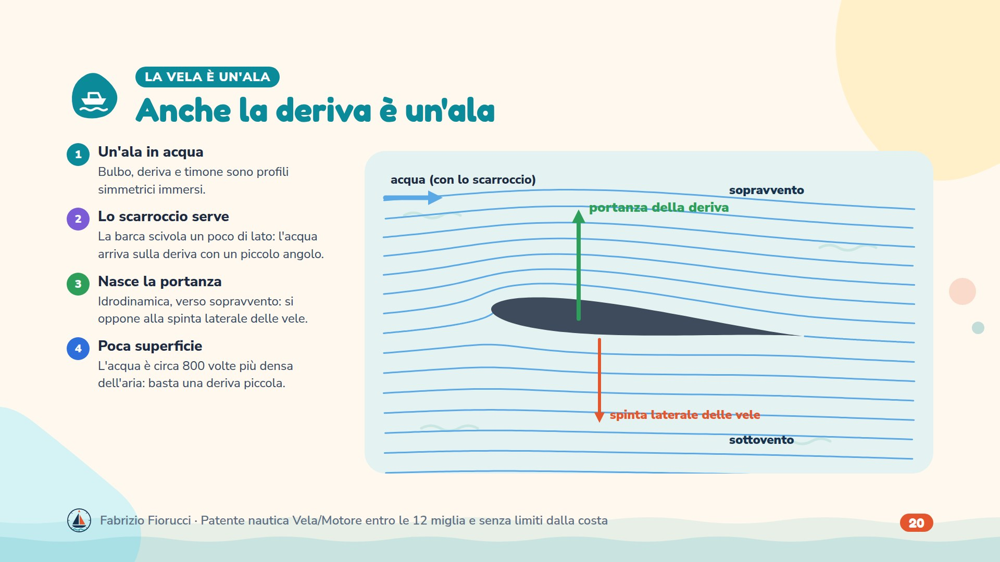 LA VELA È UN'ALA
Anche la deriva è un'ala
1
Un'ala in acqua
Bulbo, deriva e timone sono profili
simmetrici immersi.
2
Lo scarroccio serve
La barca scivola un poco di lato: l'acqua
arriva sulla deriva con un piccolo angolo.
3
Nasce la portanza
Idrodinamica, verso sopravvento: si
oppone alla spinta laterale delle vele.
4
Poca superficie
L'acqua è circa 800 volte più densa
dell'aria: basta una deriva piccola.
acqua (con lo scarroccio)
sopravvento
portanza della deriva
spinta laterale delle vele
sottovento
Fabrizio Fiorucci · Patente nautica Vela/Motore entro le 12 miglia e senza limiti dalla costa
20